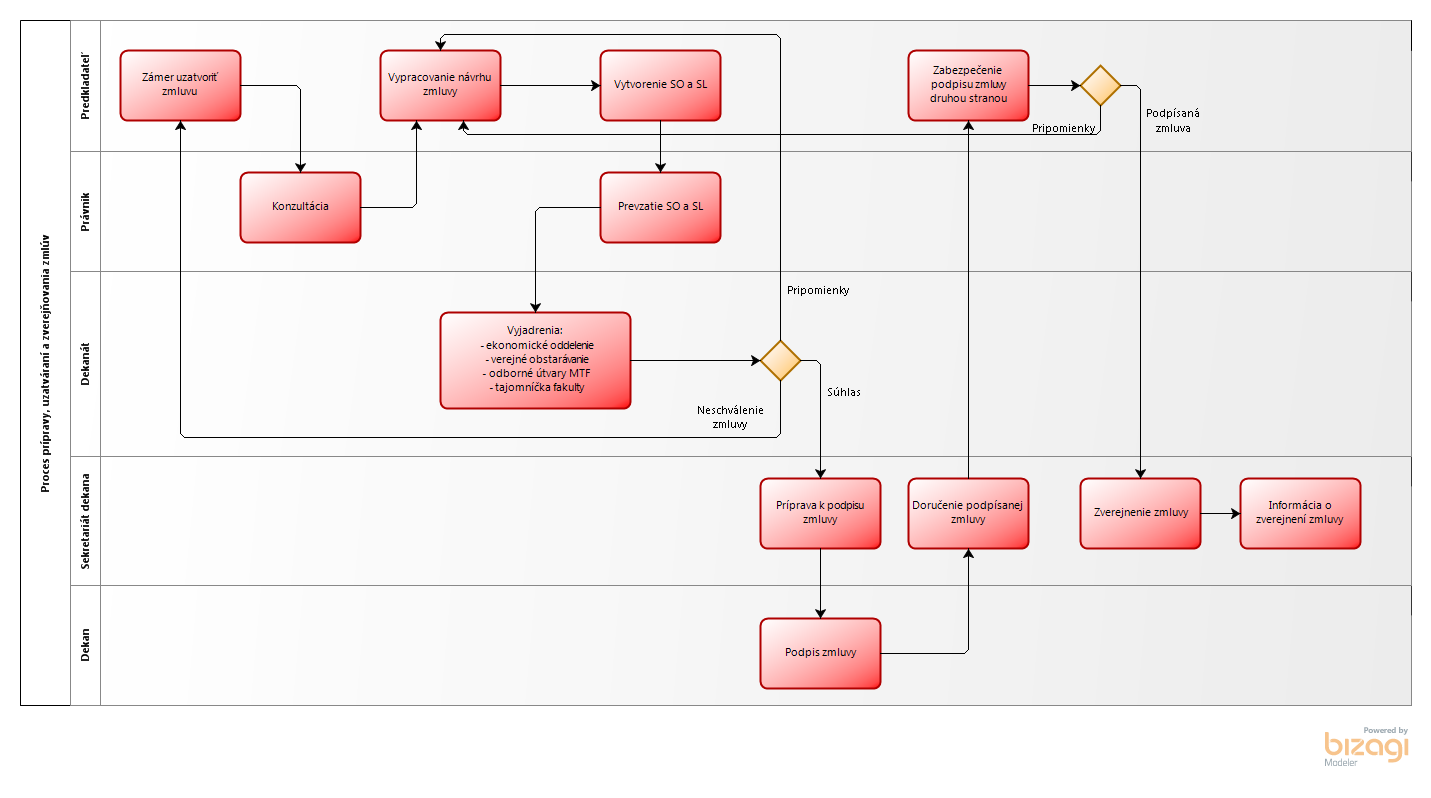 Proces prípravy, uzatváraní a zverejňovania zmlúv
Predkladateľ
Zámer uzatvoriť
zmluvu
Vypracovanie návrhu
zmluvy
Vytvorenie SO a SL
Zabezpečenie
podpisu zmluvy
druhou stranou
Pripomienky
Podpísaná
zmluva
Právnik
Konzultácia
Prevzatie SO a SL
Dekanát
Pripomienky
Vyjadrenia:
- ekonomické oddelenie
- verejné obstarávanie
- odborné útvary MTF
- tajomníčka fakulty
Súhlas
Neschválenie
zmluvy
Sekretariát dekana
Príprava k podpisu
zmluvy
Doručenie podpísanej
zmluvy
Zverejnenie zmluvy
Informácia o
zverejnení zmluvy
Dekan
Podpis zmluvy
Powered by
bizagi
Modeler